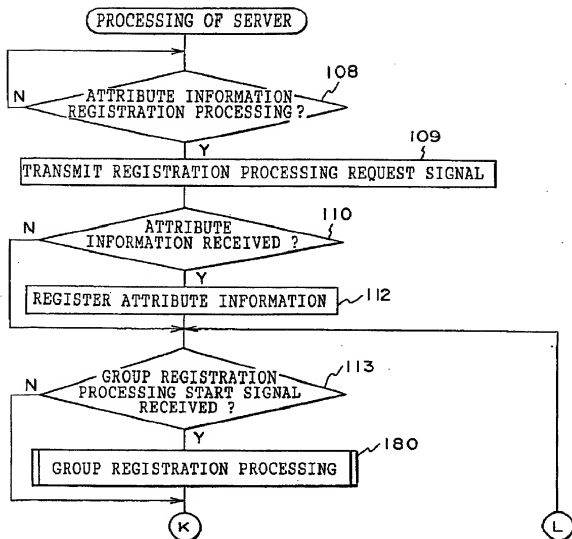 PROCESSING OF SERVER
108
N
ATTRIBUTE INFORMATION
REGISTRATION PROCESSING ?
Y
109
TRANSMIT REGISTRATION PROCESSING REQUEST SIGNAL
110
N
ATTRIBUTE
INFORMATION RECEIVED ?
Y
REGISTER ATTRIBUTE INFORMATION
112
113
N
GROUP REGISTRATION
PROCESSING START SIGNAL
RECEIVED ?
Y
180
GROUP REGISTRATION PROCESSING
K
L